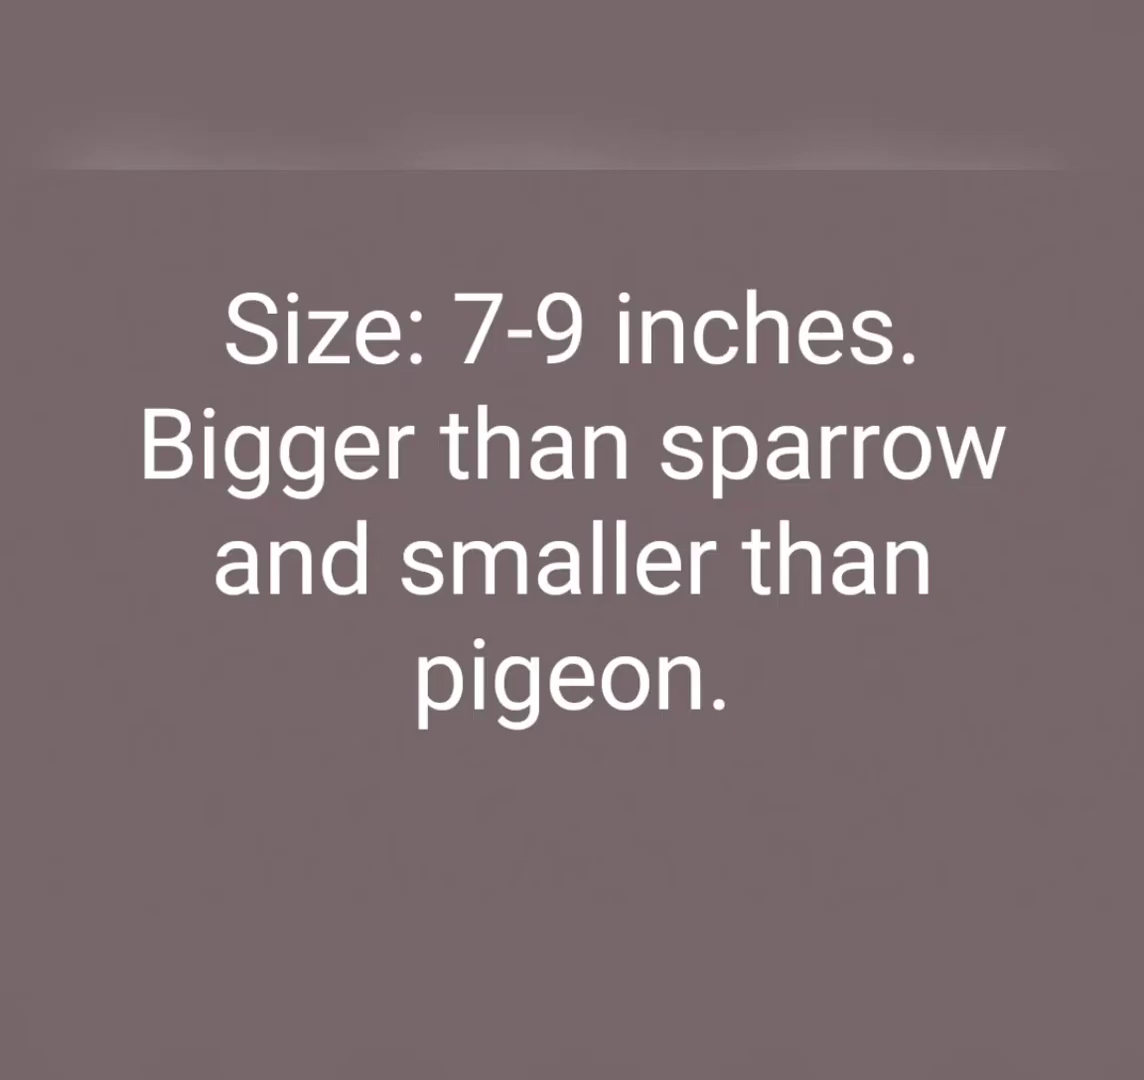 Size: 7-9 inches.
Bigger than sparrow
and smaller than
pigeon.